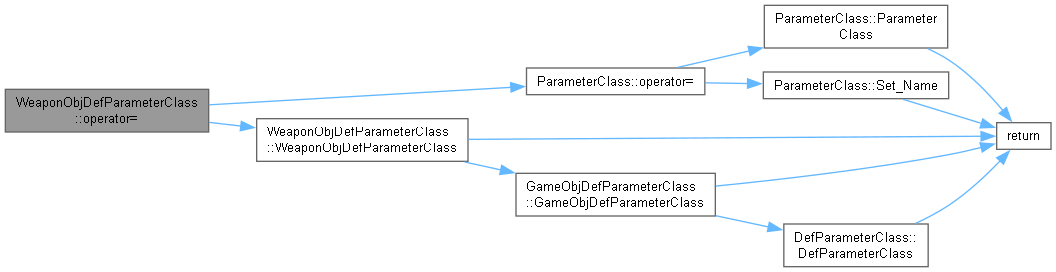 WeaponObjDefParameterClass
::operator=
ParameterClass::operator=
ParameterClass::Parameter
Class
ParameterClass::Set_Name
return
WeaponObjDefParameterClass
::WeaponObjDefParameterClass
GameObjDefParameterClass
::GameObjDefParameterClass
DefParameterClass::
DefParameterClass